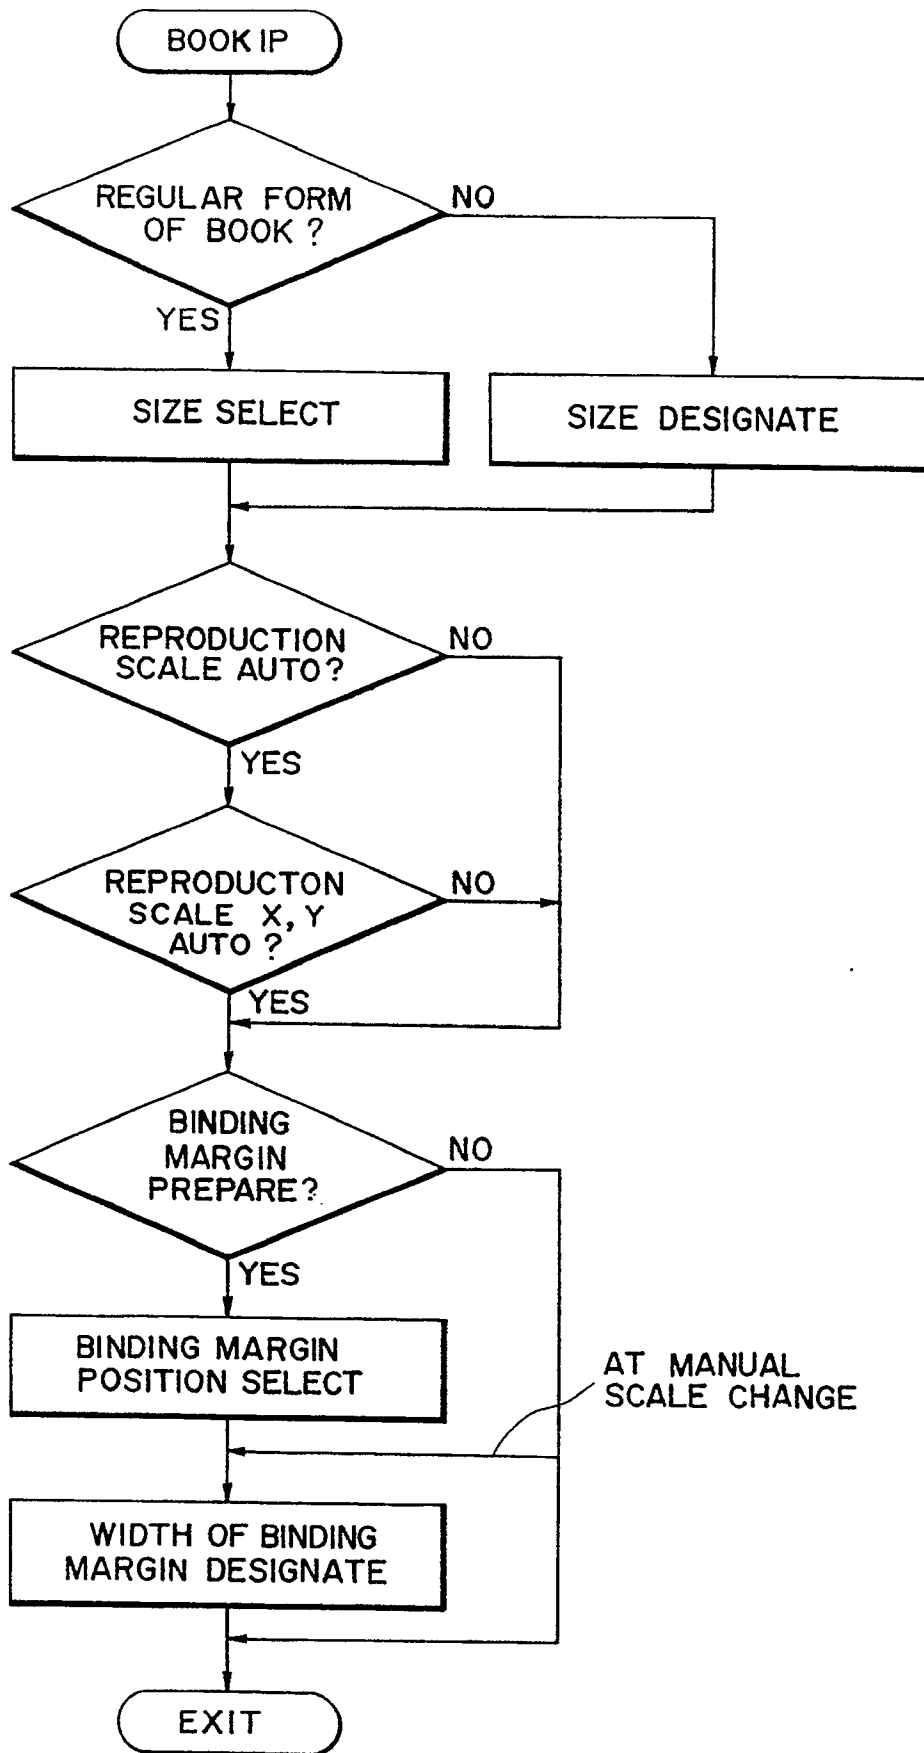 BOOK IP
REGULAR FORM
OF BOOK ?
NO
YES
SIZE SELECT
SIZE DESIGNATE
REPRODUCTION
SCALE AUTO?
NO
YES
REPRODUCTON
SCALE X, Y
AUTO ?
NO
YES
BINDING
MARGIN
PREPARE?
NO
YES
BINDING MARGIN
POSITION SELECT
AT MANUAL
SCALE CHANGE
WIDTH OF BINDING
MARGIN DESIGNATE
EXIT